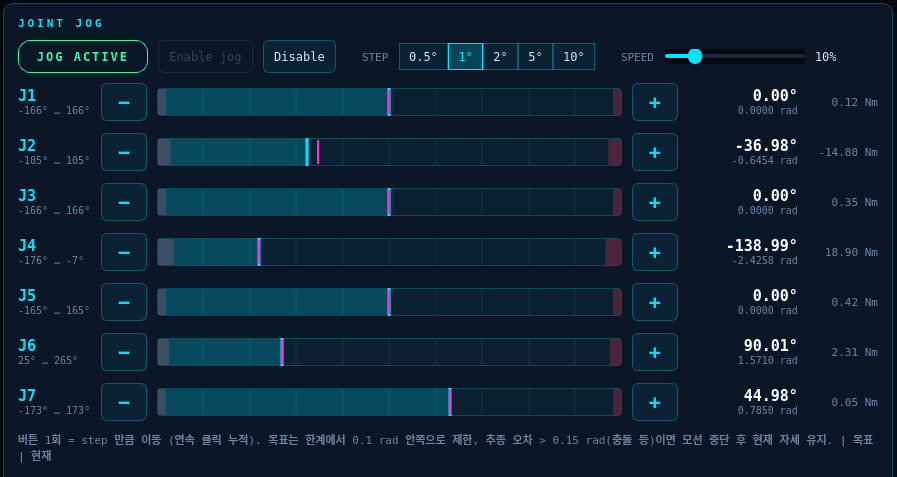 JOINT JOG
JOG ACTIVE Enable jog Disable STEP 0.5° 1° 2° 5° 10° SPEED 10%
J1 − + 0.00° 0.12 Nm
-166° … 166° 0.0000 rad
J2 − + -36.98° -14.80 Nm
-105° … 105° -0.6454 rad
J3 − + 0.00° 0.35 Nm
-166° … 166° 0.0000 rad
J4 − + -138.99° 18.90 Nm
-176° … -7° -2.4258 rad
J5 − + 0.00° 0.42 Nm
-165° … 165° 0.0000 rad
J6 − + 90.01° 2.31 Nm
25° … 265° 1.5710 rad
J7 − + 44.98° 0.05 Nm
-173° … 173° 0.7850 rad
버튼 1회 = step 만큼 이동 (연속 클릭 누적). 목표는 한계에서 0.1 rad 안쪽으로 제한, 추종 오차 > 0.15 rad(충돌 등)이면 모션 중단 후 현재 자세 유지. | 목표
| 현재